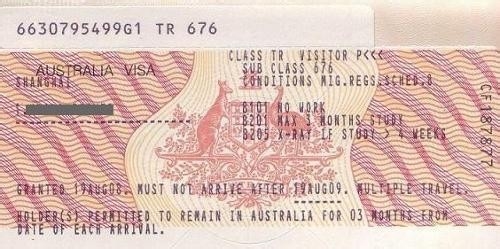 6630795499G1 TR 676
CLASS TR VISITOR P<<<
AUSTRALIA VISA SUB CLASS 676
SHANGHAI CONDITIONS MIG.REGS.SCHED.8
1
8101 NO WORK
8201 MAX 3 MONTHS STUDY
8205 X-RAY IF STUDY > 4 WEEKS
GRANTED 19AUG08. MUST NOT ARRIVE AFTER 19AUG09. MULTIPLE TRAVEL.
HOLDER(S) PERMITTED TO REMAIN IN AUSTRALIA FOR 03 MONTHS FROM
DATE OF EACH ARRIVAL.